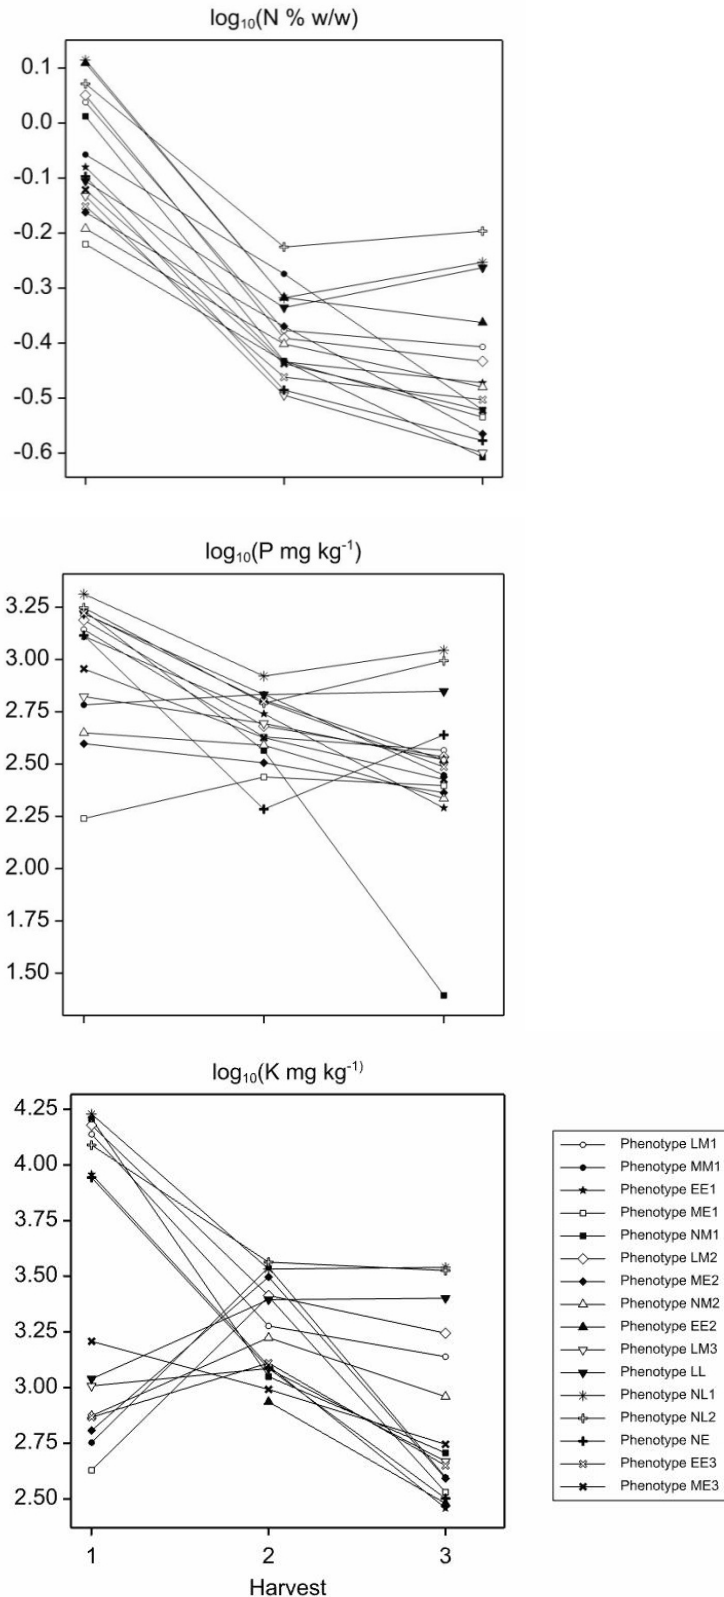 log₁₀(N % w/w)
0.1
0.0
-0.1
-0.2
-0.3
-0.4
-0.5
-0.6
log₁₀(P mg kg⁻¹)
3.25
3.00
2.75
2.50
2.25
2.00
1.75
1.50
log₁₀(K mg kg⁻¹⁾
4.25
4.00
3.75
3.50
3.25
3.00
2.75
2.50
1 2 3
Harvest
Phenotype LM1
Phenotype MM1
Phenotype EE1
Phenotype ME1
Phenotype NM1
Phenotype LM2
Phenotype ME2
Phenotype NM2
Phenotype EE2
Phenotype LM3
Phenotype LL
Phenotype NL1
Phenotype NL2
Phenotype NE
Phenotype EE3
Phenotype ME3